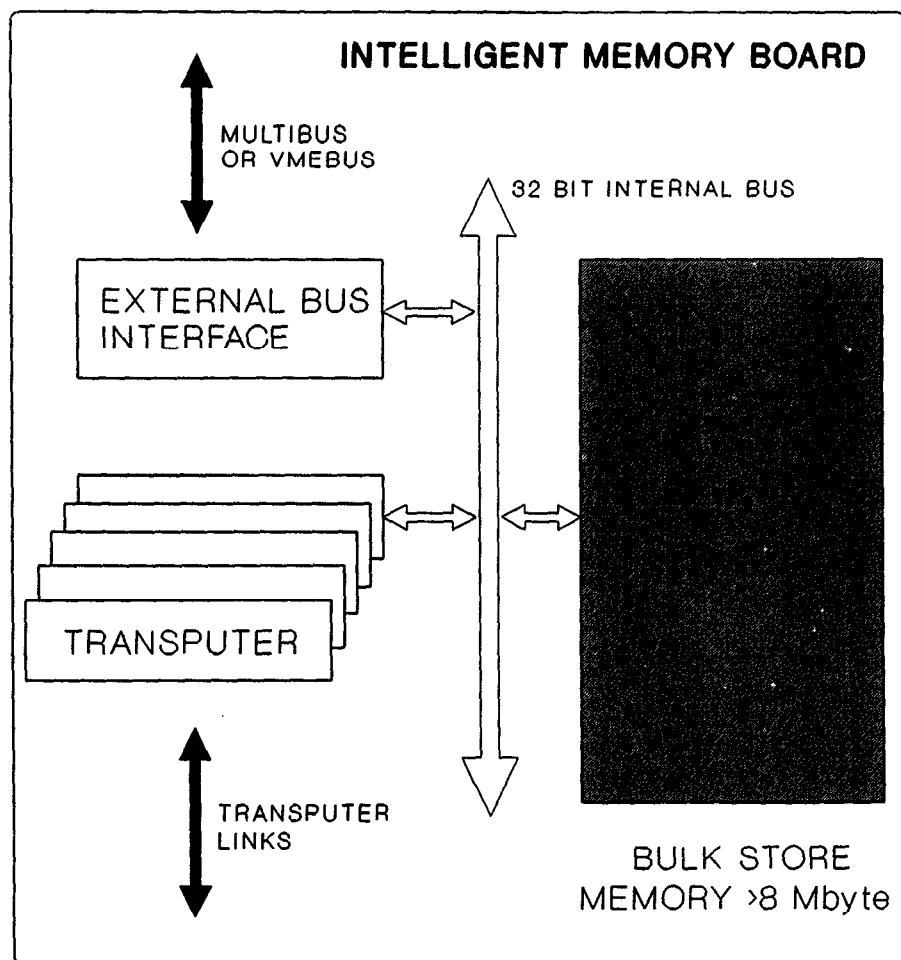 INTELLIGENT MEMORY BOARD
MULTIBUS
OR VMEBUS
32 BIT INTERNAL BUS
EXTERNAL BUS
INTERFACE
TRANSPUTER
TRANSPUTER
LINKS
BULK STORE
MEMORY >8 Mbyte